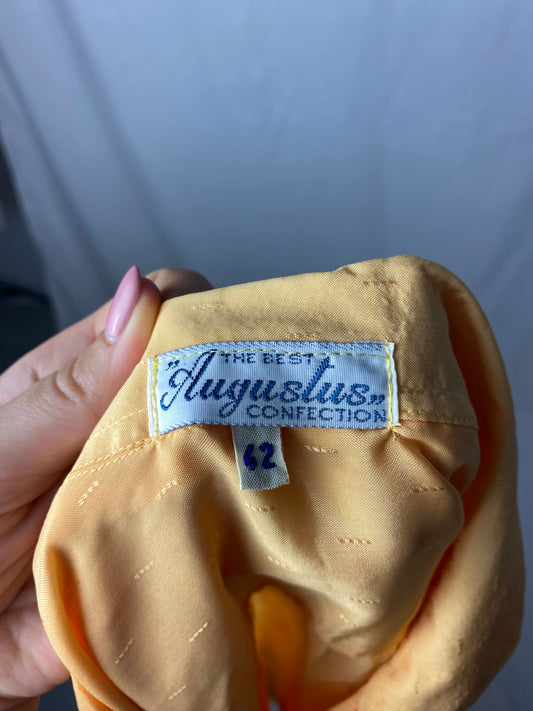 THE BEST
"Augustus"
CONFECTION
42